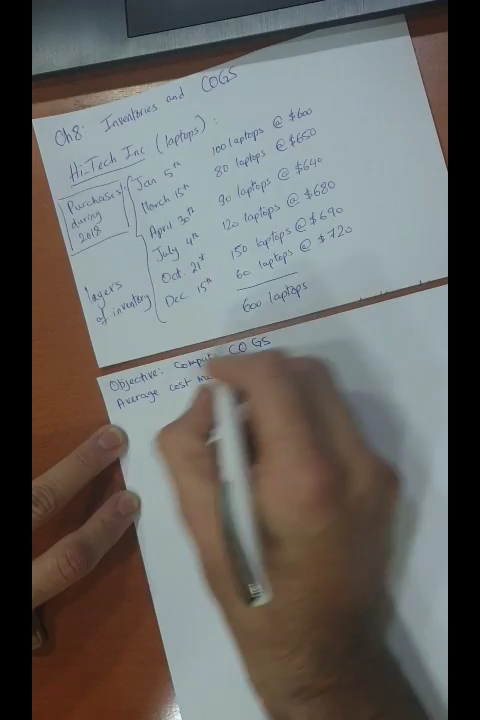 Ch8: Inventories and COGS
Hi-Tech Inc (laptops):
Purchases during 2018
Jan 5th 100 laptops @ $600
March 15th 80 laptops @ $650
April 30th 90 laptops @ $640
July 4th 120 laptops @ $680
Oct. 21st 150 laptops @ $690
Dec. 15th 60 laptops @ $720
600 laptops
layers of inventory
Objective: Compute COGS
Average cost